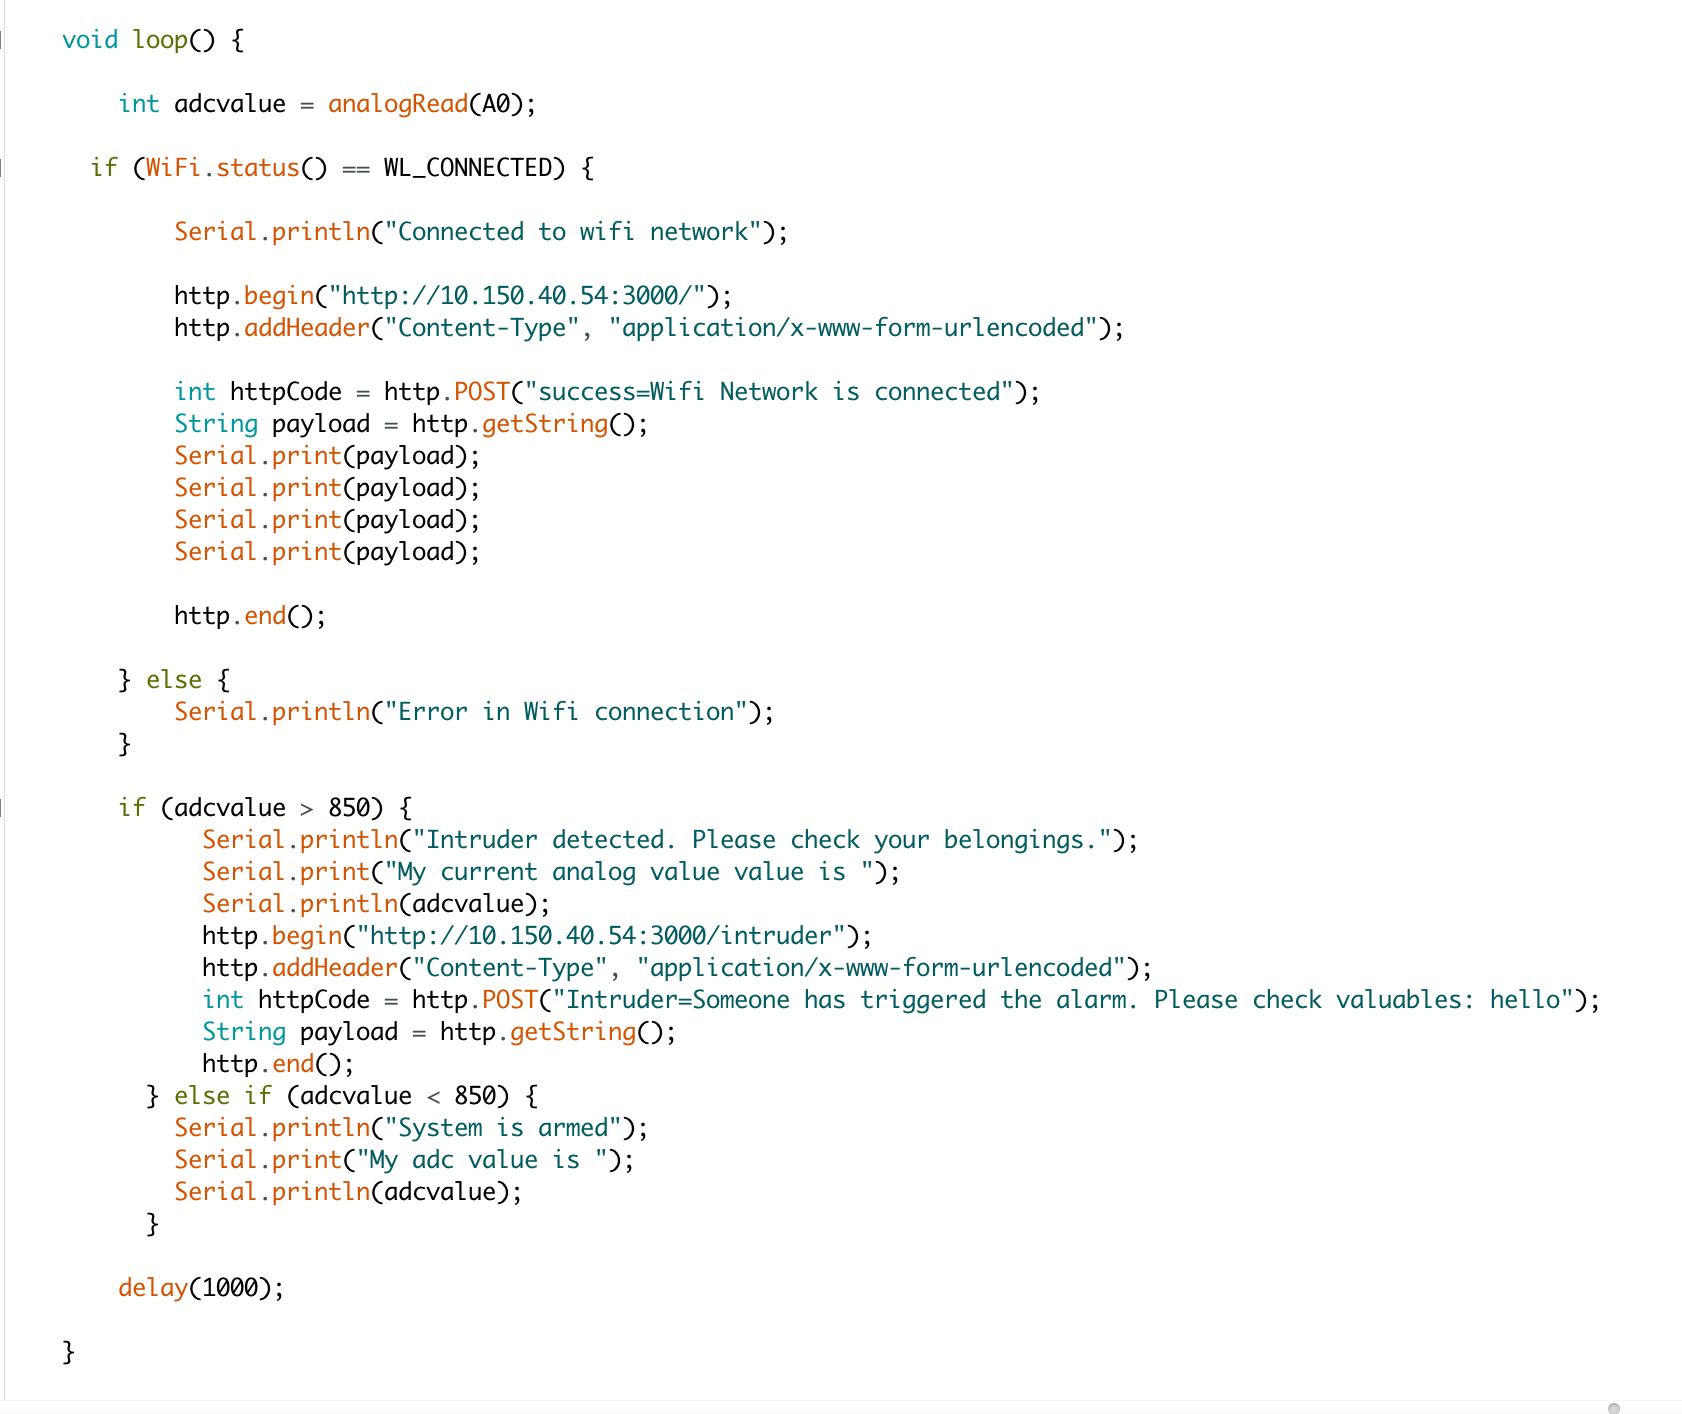 void loop() {
int adcvalue = analogRead(A0);
if (WiFi.status() == WL_CONNECTED) {
Serial.println("Connected to wifi network");
http.begin("http://10.150.40.54:3000/");
http.addHeader("Content-Type", "application/x-www-form-urlencoded");
int httpCode = http.POST("success=Wifi Network is connected");
String payload = http.getString();
Serial.print(payload);
Serial.print(payload);
Serial.print(payload);
Serial.print(payload);
http.end();
} else {
Serial.println("Error in Wifi connection");
}
if (adcvalue > 850) {
Serial.println("Intruder detected. Please check your belongings.");
Serial.print("My current analog value value is ");
Serial.println(adcvalue);
http.begin("http://10.150.40.54:3000/intruder");
http.addHeader("Content-Type", "application/x-www-form-urlencoded");
int httpCode = http.POST("Intruder=Someone has triggered the alarm. Please check valuables: hello");
String payload = http.getString();
http.end();
} else if (adcvalue < 850) {
Serial.println("System is armed");
Serial.print("My adc value is ");
Serial.println(adcvalue);
}
delay(1000);
}